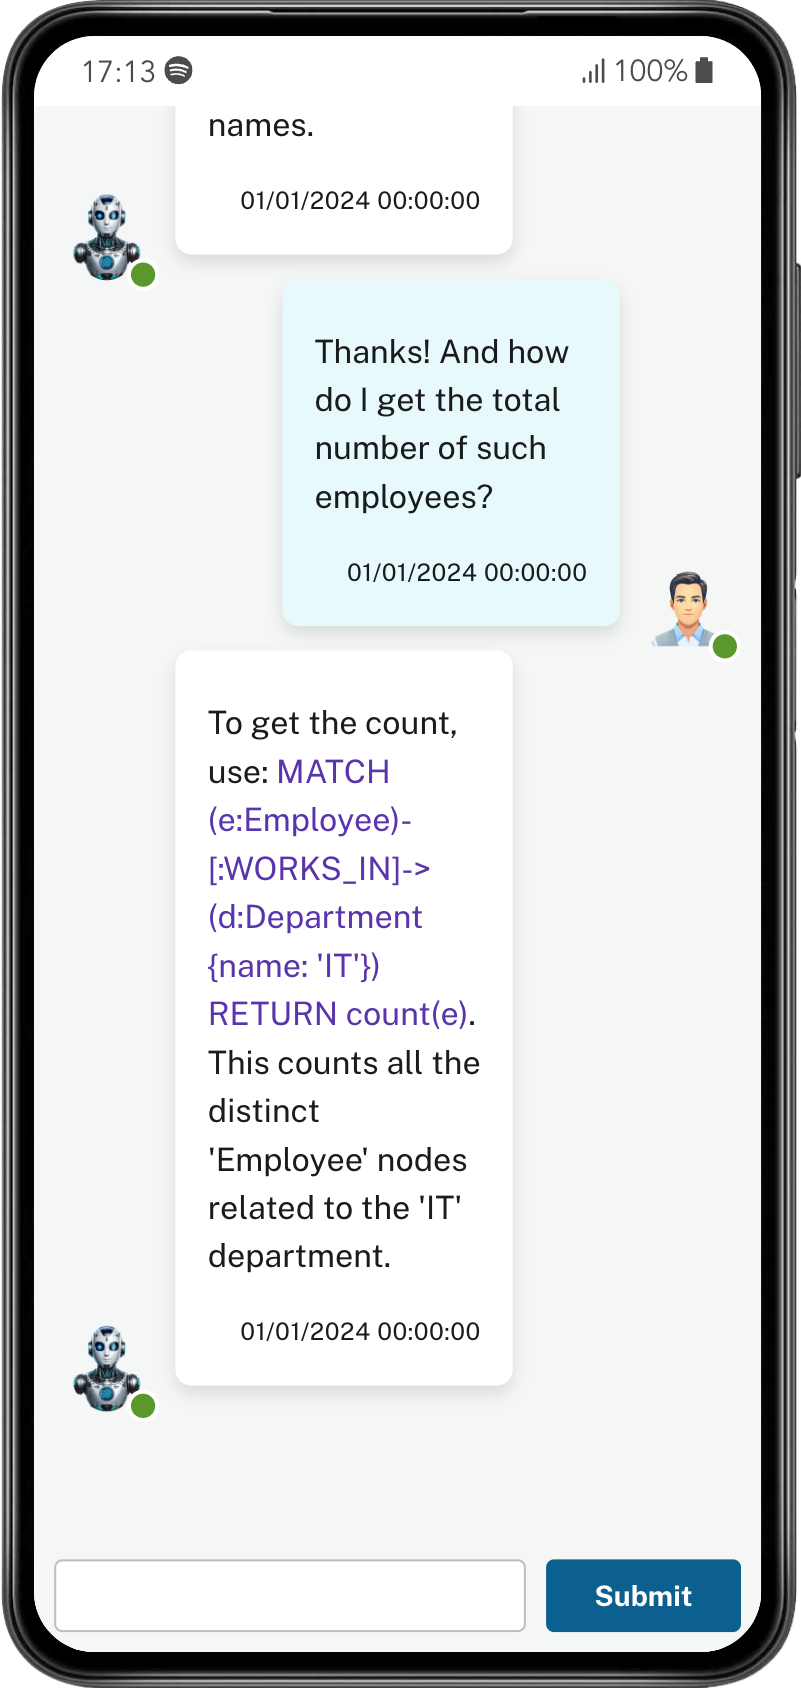 17:13
100%
names.
01/01/2024 00:00:00
Thanks! And how
do I get the total
number of such
employees?
01/01/2024 00:00:00
To get the count,
use: MATCH
(e:Employee)-
[:WORKS_IN]->
(d:Department
{name: 'IT'})
RETURN count(e).
This counts all the
distinct
'Employee' nodes
related to the 'IT'
department.
01/01/2024 00:00:00
Submit